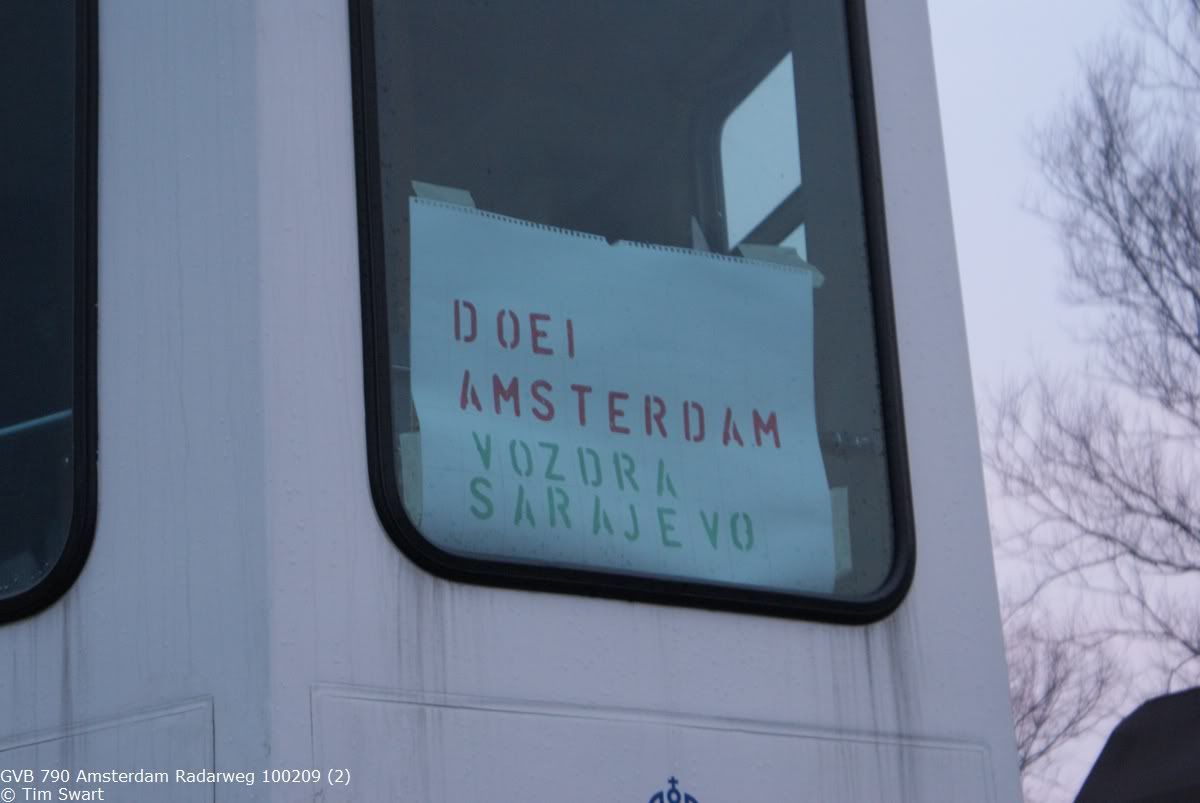 DOEI
AMSTERDAM
VOZDRA
SARAJEVO
GVB 790 Amsterdam Radarweg 100209 (2)
© Tim Swart